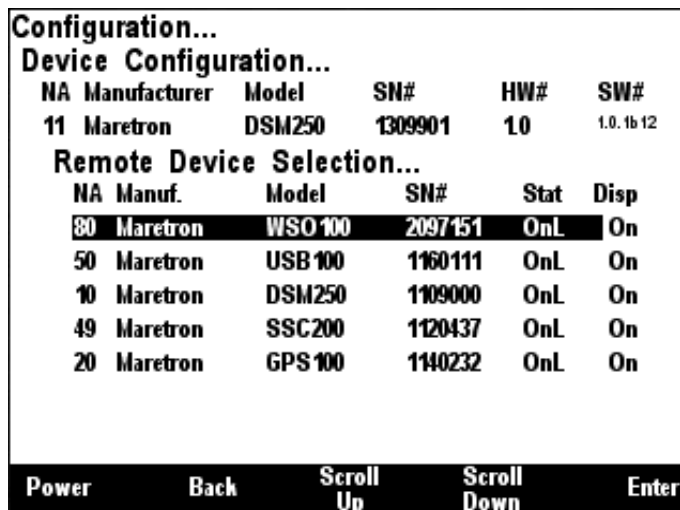 Configuration...
Device Configuration...
NA Manufacturer Model SN# HW# SW#
11 Maretron DSM250 1309901 1.0 1.0.1b12
Remote Device Selection...
NA Manuf. Model SN# Stat Disp
80 Maretron WSO100 2097151 OnL On
50 Maretron USB100 1160111 OnL On
10 Maretron DSM250 1109000 OnL On
49 Maretron SSC200 1120437 OnL On
20 Maretron GPS100 1140232 OnL On
Power Back Scroll Up Scroll Down Enter